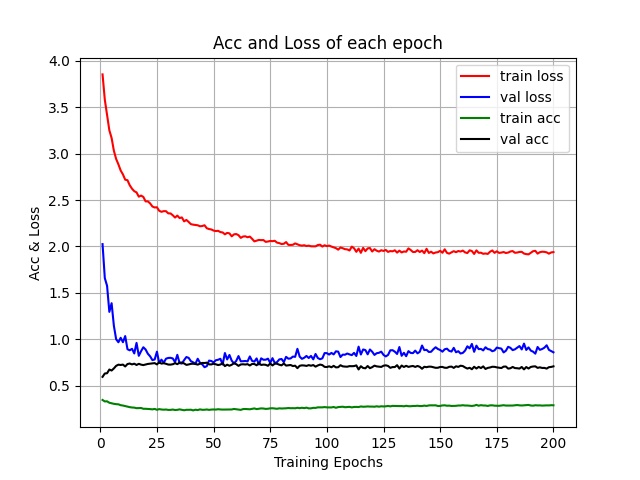 Acc and Loss of each epoch
4.0
3.5
3.0
2.5
2.0
1.5
1.0
0.5
Acc & Loss
train loss
val loss
train acc
val acc
0 25 50 75 100 125 150 175 200
Training Epochs